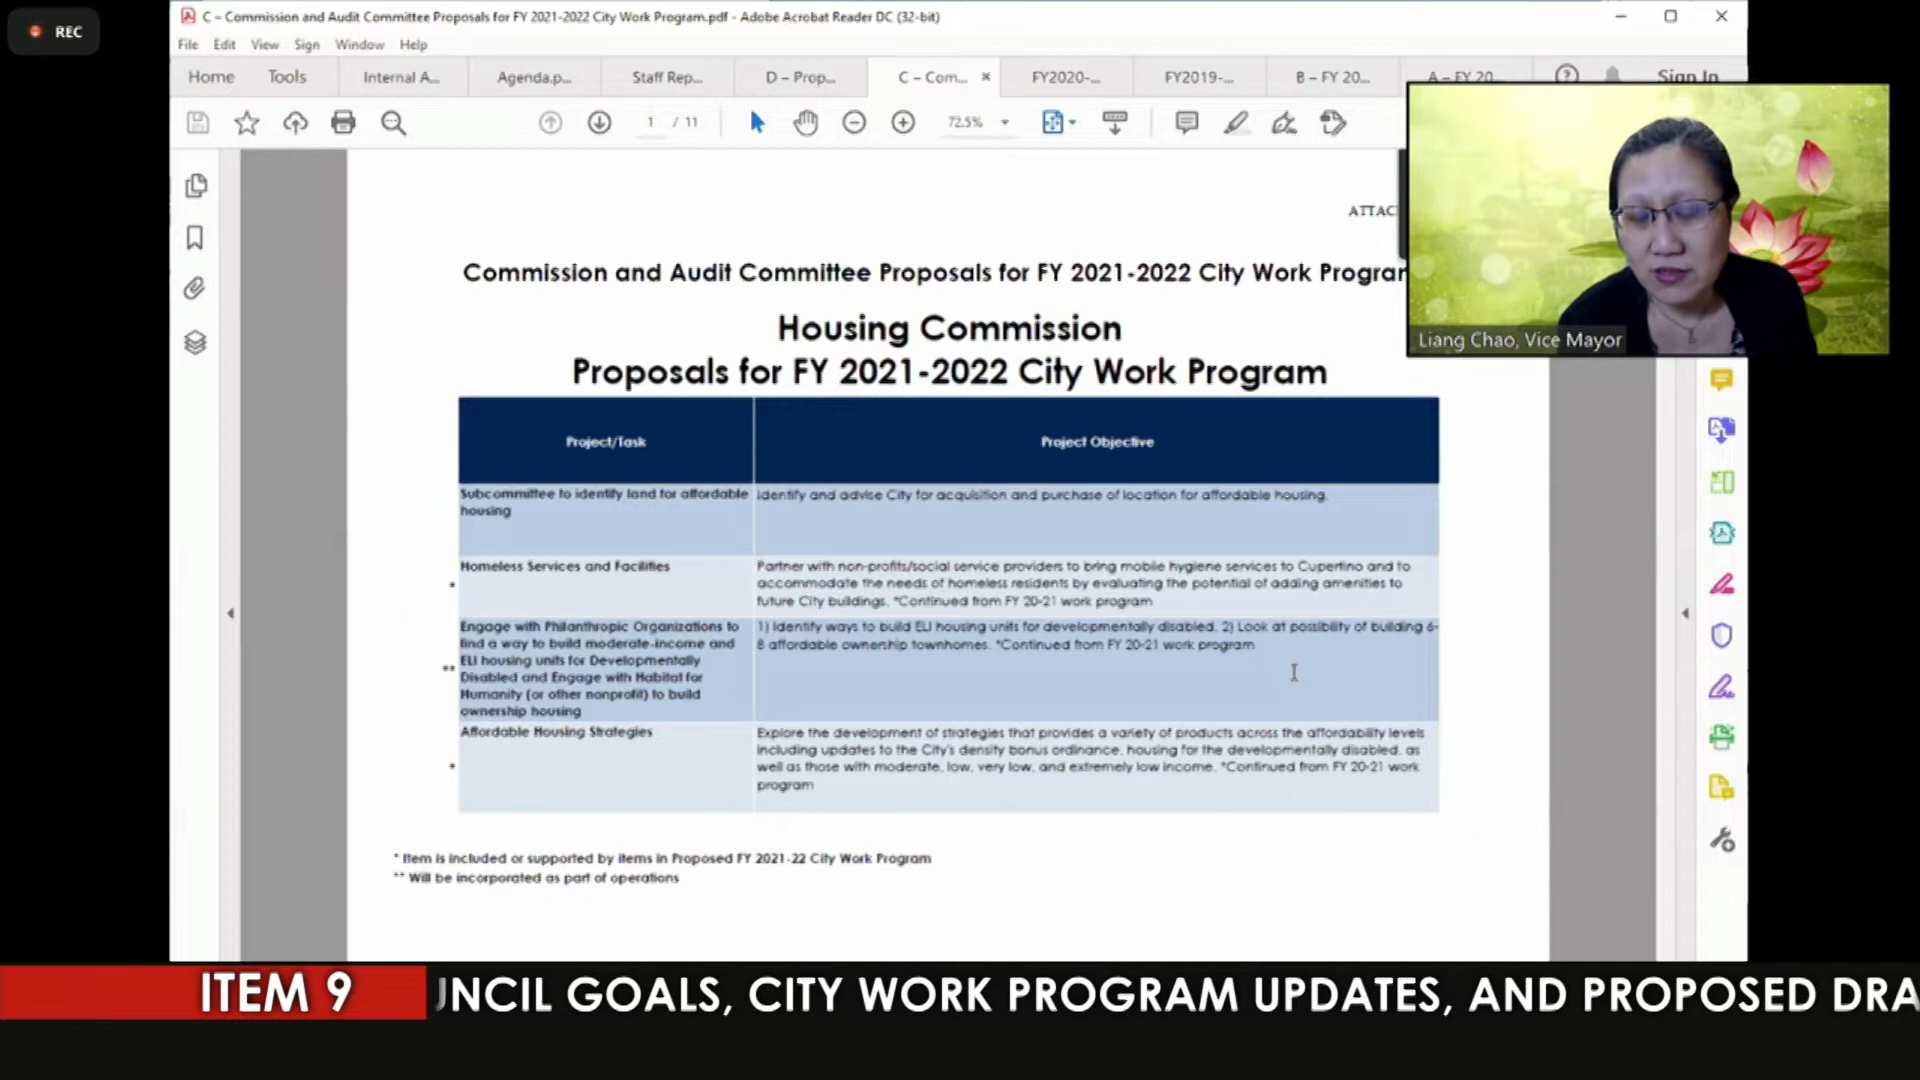 REC
C – Commission and Audit Committee Proposals for FY 2021-2022 City Work Program.pdf - Adobe Acrobat Reader DC (32-bit)
File Edit View Sign Window Help
Home Tools Internal A... Agenda.p... Staff Rep... D – Prop... C – Com... FY2020-... FY2019-... B – FY 20... A – FY 20... Sign In
1 / 11 72.5%
ATTAC
Commission and Audit Committee Proposals for FY 2021-2022 City Work Program
Housing Commission
Proposals for FY 2021-2022 City Work Program
Liang Chao, Vice Mayor
Project/Task Project Objective
Subcommittee to identify land for affordable
housing
Identify and advise City for acquisition and purchase of location for affordable housing.
* Homeless Services and Facilities
Partner with non-profits/social service providers to bring mobile hygiene services to Cupertino and to
accommodate the needs of homeless residents by evaluating the potential of adding amenities to
future City buildings. *Continued from FY 20-21 work program
Engage with Philanthropic Organizations to
find a way to build moderate-income and
** ELI housing units for Developmentally
Disabled and Engage with Habitat for
Humanity (or other nonprofit) to build
ownership housing
1) Identify ways to build ELI housing units for developmentally disabled. 2) Look at possibility of building 6-
8 affordable ownership townhomes. *Continued from FY 20-21 work program
* Affordable Housing Strategies
Explore the development of strategies that provides a variety of products across the affordability levels
including updates to the City's density bonus ordinance, housing for the developmentally disabled, as
well as those with moderate, low, very low, and extremely low income. *Continued from FY 20-21 work
program
* Item is included or supported by items in Proposed FY 2021-22 City Work Program
** Will be incorporated as part of operations
ITEM 9 UNCIL GOALS, CITY WORK PROGRAM UPDATES, AND PROPOSED DRA